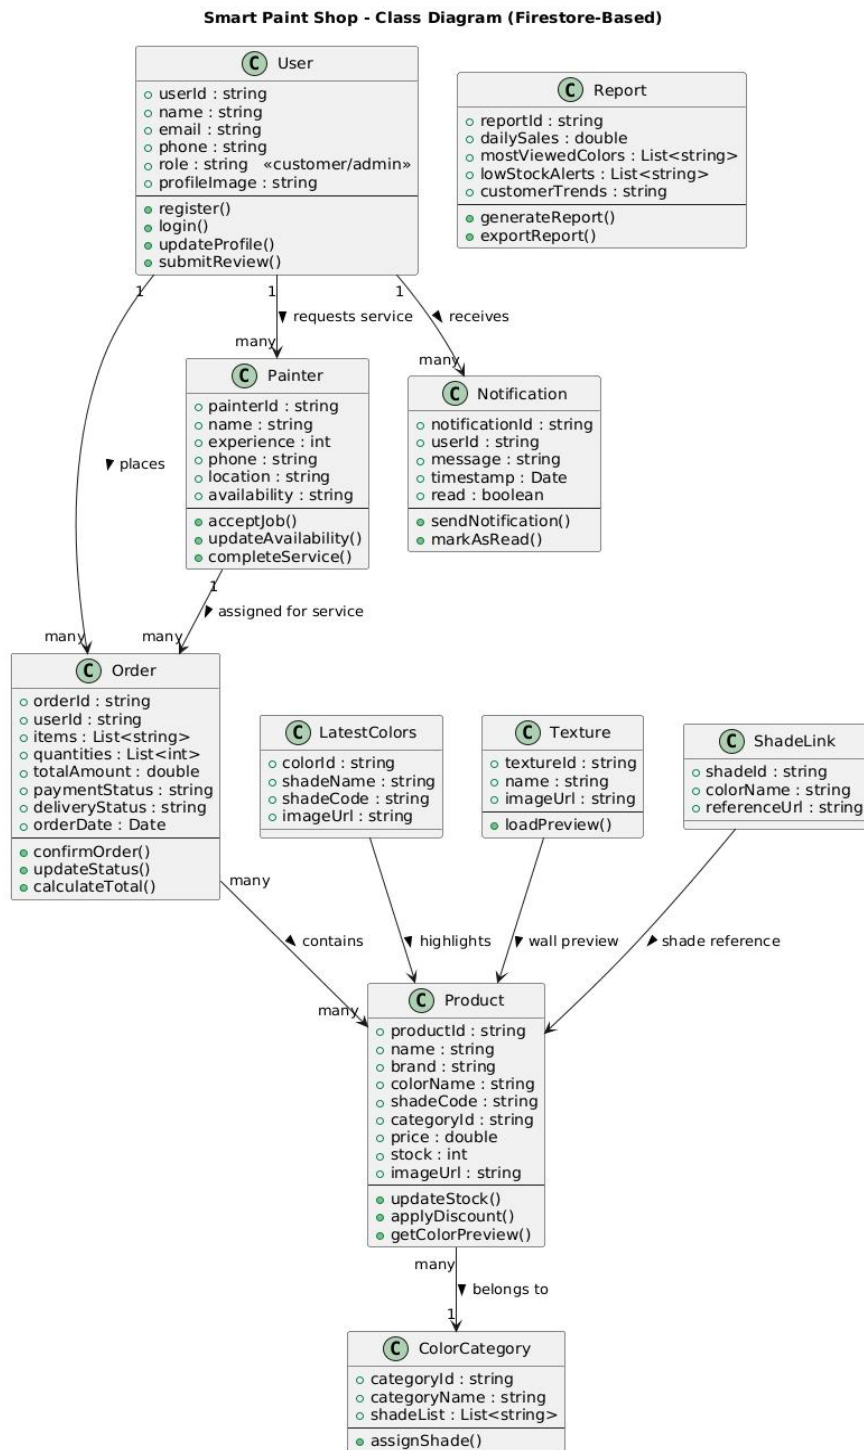 Smart Paint Shop - Class Diagram (Firestore-Based)
C User
userId : string
name : string
email : string
phone : string
role : string «customer/admin»
profileImage : string
register()
login()
updateProfile()
submitReview()
C Report
reportId : string
dailySales : double
mostViewedColors : List<string>
lowStockAlerts : List<string>
customerTrends : string
generateReport()
exportReport()
1
1
1
requests service
receives
many
many
C Painter
painterId : string
name : string
experience : int
phone : string
location : string
availability : string
acceptJob()
updateAvailability()
completeService()
C Notification
notificationId : string
userId : string
message : string
timestamp : Date
read : boolean
sendNotification()
markAsRead()
places
1
assigned for service
many
many
C Order
orderId : string
userId : string
items : List<string>
quantities : List<int>
totalAmount : double
paymentStatus : string
deliveryStatus : string
orderDate : Date
confirmOrder()
updateStatus()
calculateTotal()
C LatestColors
colorId : string
shadeName : string
shadeCode : string
imageUrl : string
C Texture
textureId : string
name : string
imageUrl : string
loadPreview()
C ShadeLink
shadeId : string
colorName : string
referenceUrl : string
many
contains
highlights
wall preview
shade reference
many
C Product
productId : string
name : string
brand : string
colorName : string
shadeCode : string
categoryId : string
price : double
stock : int
imageUrl : string
updateStock()
applyDiscount()
getColorPreview()
many
belongs to
1
C ColorCategory
categoryId : string
categoryName : string
shadeList : List<string>
assignShade()